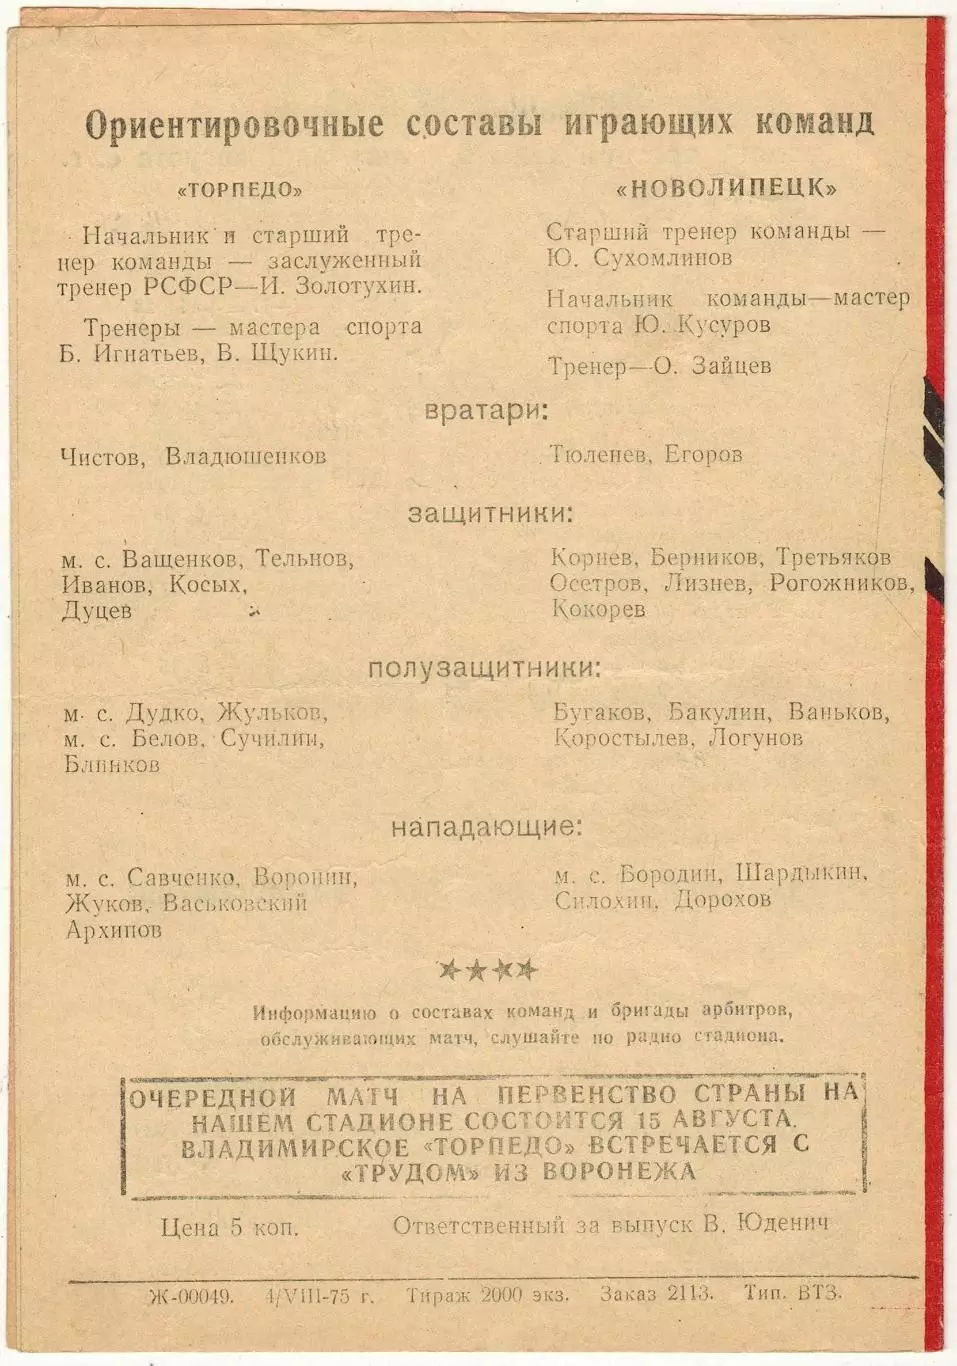 Ориентировочные составы играющих команд
«ТОРПЕДО»
Начальник и старший тре-
нер команды — заслуженный
тренер РСФСР—И. Золотухин.
Тренеры — мастера спорта
Б. Игнатьев, В. Щукин.
«НОВОЛИПЕЦК»
Старший тренер команды —
Ю. Сухомлинов
Начальник команды—мастер
спорта Ю. Кусуров
Тренер—О. Зайцев
вратари:
Чистов, Владюшенков
Тюленев, Егоров
защитники:
м. с. Ващенков, Тельнов,
Иванов, Косых,
Дуцев
Корнев, Берников, Третьяков
Осетров, Лизнев, Рогожников,
Кокорев
полузащитники:
м. с. Дудко, Жульков,
м. с. Белов, Сучилин,
Блинков
Бугаков, Бакулин, Ваньков,
Коростылев, Логунов
нападающие:
м. с. Савченко, Воронин,
Жуков, Васьковский
Архипов
м. с. Бородин, Шардыкин,
Силохин, Дорохов
Информацию о составах команд и бригады арбитров,
обслуживающих матч, слушайте по радио стадиона.
ОЧЕРЕДНОЙ МАТЧ НА ПЕРВЕНСТВО СТРАНЫ НА
НАШЕМ СТАДИОНЕ СОСТОИТСЯ 15 АВГУСТА.
ВЛАДИМИРСКОЕ «ТОРПЕДО» ВСТРЕЧАЕТСЯ С
«ТРУДОМ» ИЗ ВОРОНЕЖА
Цена 5 коп. Ответственный за выпуск В. Юденич
Ж-00049. 4/VIII-75 г. Тираж 2000 экз. Заказ 2113. Тип. ВТЗ.